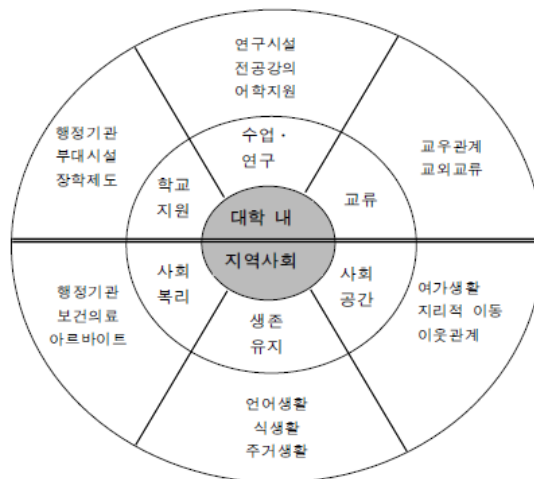 연구시설
전공강의
어학지원
행정기관
부대시설
장학제도
수업·
연구
교우관계
교외교류
학교
지원
교류
대학 내
지역사회
사회
복리
사회
공간
생존
유지
행정기관
보건의료
아르바이트
여가생활
지리적 이동
이웃관계
언어생활
식생활
주거생활